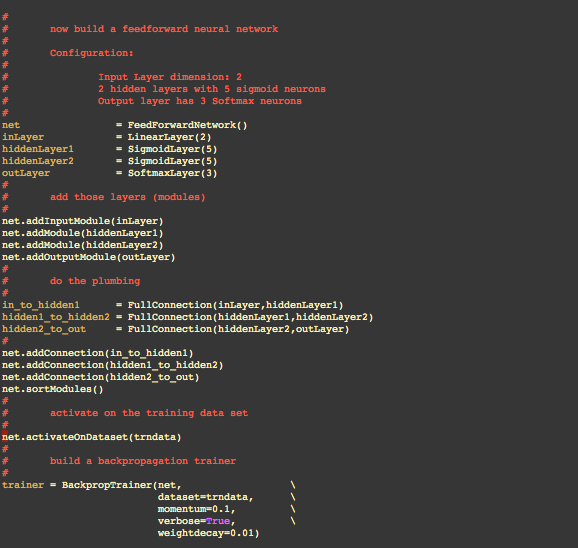 #
#       now build a feedforward neural network
#
#       Configuration:
#
#               Input Layer dimension: 2
#               2 hidden layers with 5 sigmoid neurons
#               Output layer has 3 Softmax neurons
#
net                = FeedForwardNetwork()
inLayer            = LinearLayer(2)
hiddenLayer1       = SigmoidLayer(5)
hiddenLayer2       = SigmoidLayer(5)
outLayer           = SoftmaxLayer(3)
#
#       add those layers (modules)
#
net.addInputModule(inLayer)
net.addModule(hiddenLayer1)
net.addModule(hiddenLayer2)
net.addOutputModule(outLayer)
#
#       do the plumbing
#
in_to_hidden1      = FullConnection(inLayer,hiddenLayer1)
hidden1_to_hidden2 = FullConnection(hiddenLayer1,hiddenLayer2)
hidden2_to_out     = FullConnection(hiddenLayer2,outLayer)
#
net.addConnection(in_to_hidden1)
net.addConnection(hidden1_to_hidden2)
net.addConnection(hidden2_to_out)
net.sortModules()
#
#       activate on the training data set
#
net.activateOnDataset(trndata)
#
#       build a backpropagation trainer
#
trainer = BackpropTrainer(net,                  \
                          dataset=trndata,      \
                          momentum=0.1,         \
                          verbose=True,         \
                          weightdecay=0.01)